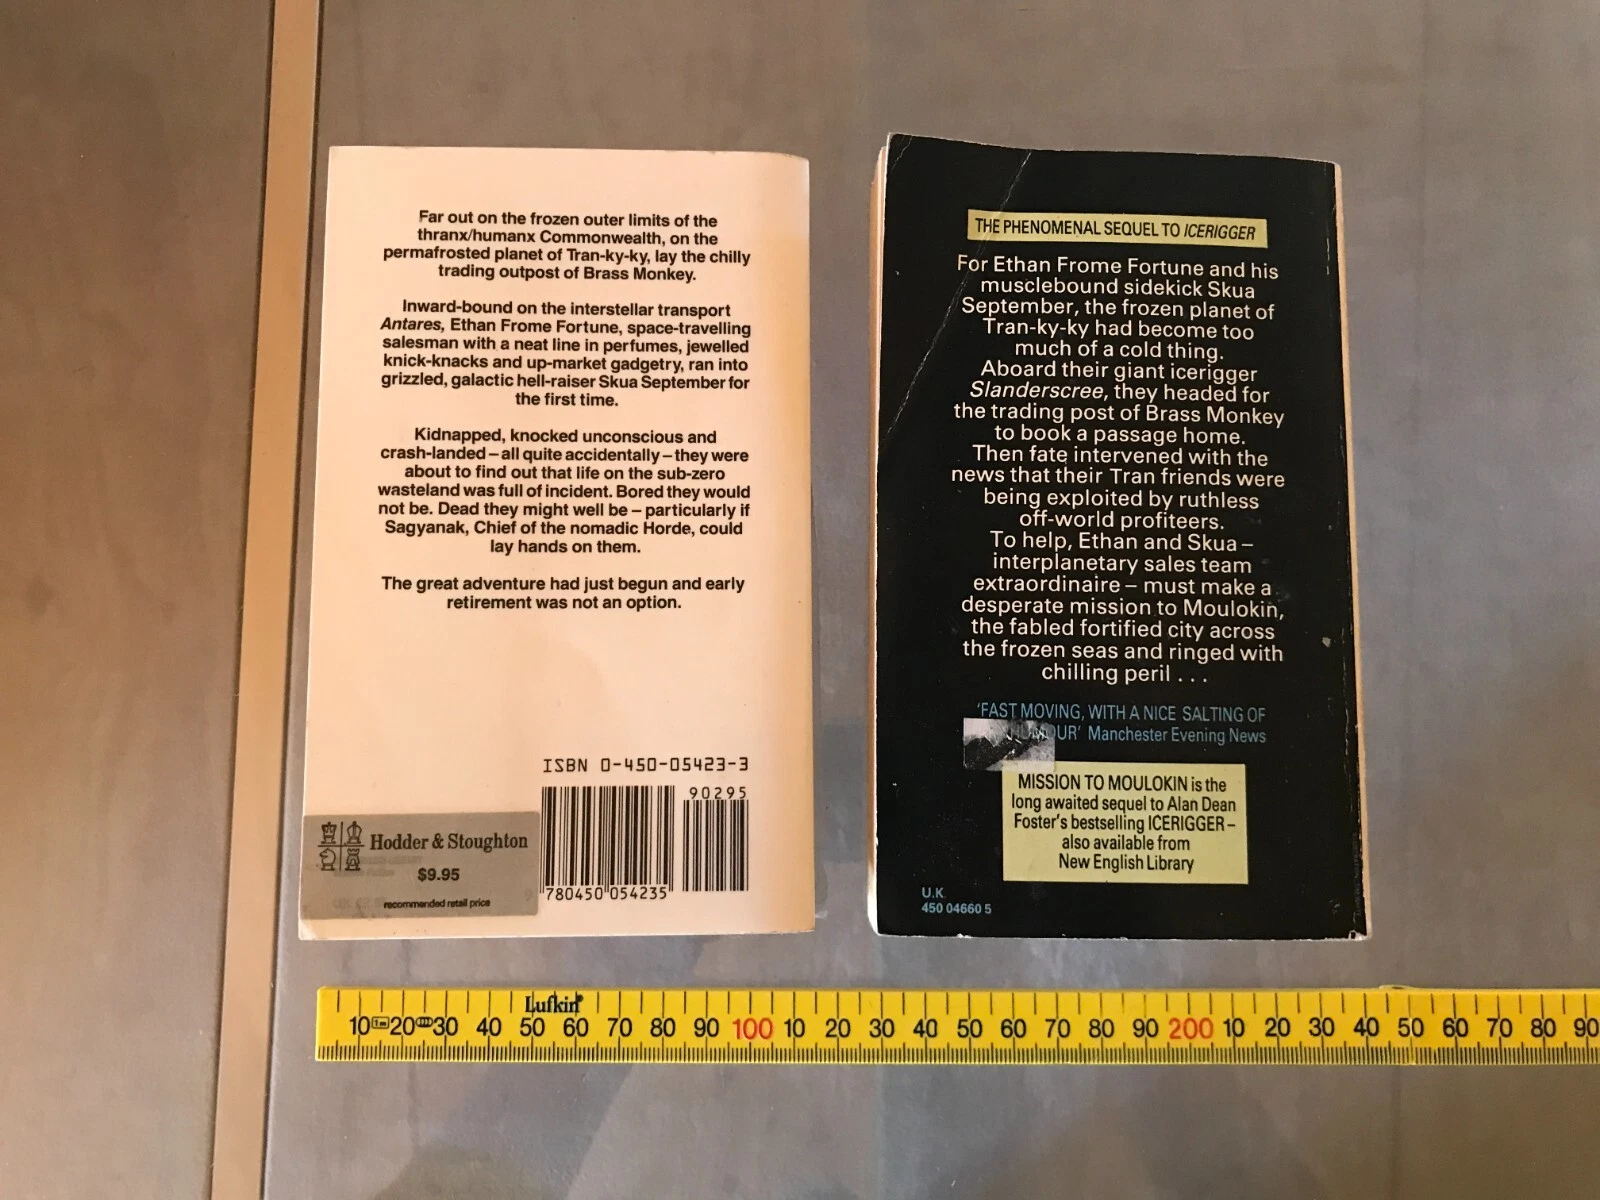 Far out on the frozen outer limits of the
thranx/humanx Commonwealth, on the
permafrosted planet of Tran-ky-ky, lay the chilly
trading outpost of Brass Monkey.
Inward-bound on the interstellar transport
Antares, Ethan Frome Fortune, space-travelling
salesman with a neat line in perfumes, jewelled
knick-knacks and up-market gadgetry, ran into
grizzled, galactic hell-raiser Skua September for
the first time.
Kidnapped, knocked unconscious and
crash-landed – all quite accidentally – they were
about to find out that life on the sub-zero
wasteland was full of incident. Bored they would
not be. Dead they might well be – particularly if
Sagyanak, Chief of the nomadic Horde, could
lay hands on them.
The great adventure had just begun and early
retirement was not an option.
ISBN 0-450-05423-3
90295
Hodder & Stoughton
$9.95
recommended retail price
9 780450 054235
THE PHENOMENAL SEQUEL TO ICERIGGER
For Ethan Frome Fortune and his
musclebound sidekick Skua
September, the frozen planet of
Tran-ky-ky had become too
much of a cold thing.
Aboard their giant icerigger
Slanderscree, they headed for
the trading post of Brass Monkey
to book a passage home.
Then fate intervened with the
news that their Tran friends were
being exploited by ruthless
off-world profiteers.
To help, Ethan and Skua –
interplanetary sales team
extraordinaire – must make a
desperate mission to Moulokin,
the fabled fortified city across
the frozen seas and ringed with
chilling peril . . .
'FAST MOVING, WITH A NICE SALTING OF
HUMOUR' Manchester Evening News
MISSION TO MOULOKIN is the
long awaited sequel to Alan Dean
Foster's bestselling ICERIGGER –
also available from
New English Library
U.K.
450 04660 5
Lufkin
10 1m 20 30 40 50 60 70 80 90 100 10 20 30 40 50 60 70 80 90 200 10 20 30 40 50 60 70 80 90